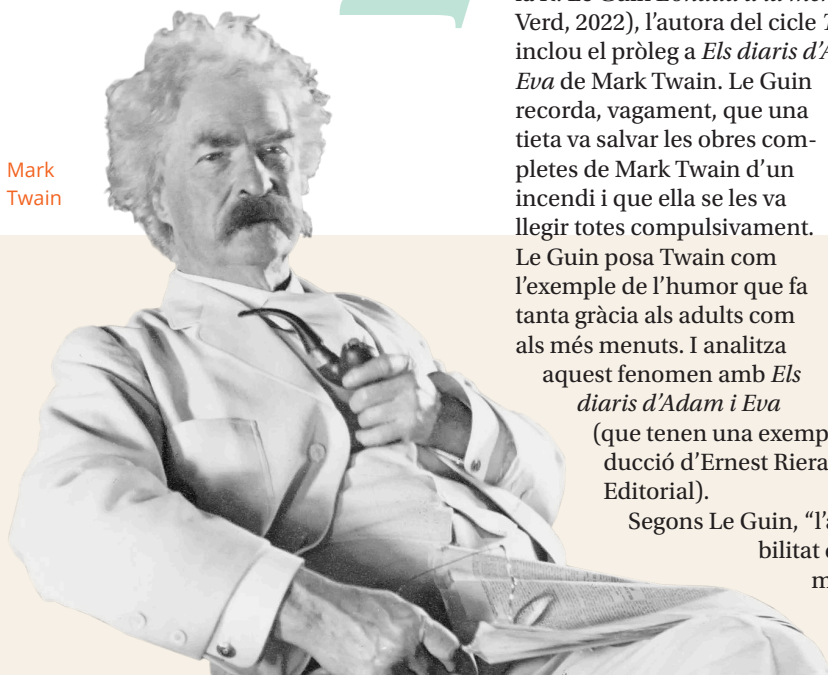 Mark
Twain
Verd, 2022), l’autora del cicle
inclou el pròleg a Els diaris d’A
Eva de Mark Twain. Le Guin
recorda, vagament, que una
tieta va salvar les obres com-
pletes de Mark Twain d’un
incendi i que ella se les va
llegir totes compulsivament.
Le Guin posa Twain com
l’exemple de l’humor que fa
tanta gràcia als adults com
als més menuts. I analitza
aquest fenomen amb Els
diaris d’Adam i Eva
(que tenen una exemp
ducció d’Ernest Riera
Editorial).
Segons Le Guin, “l’a
bilitat
m